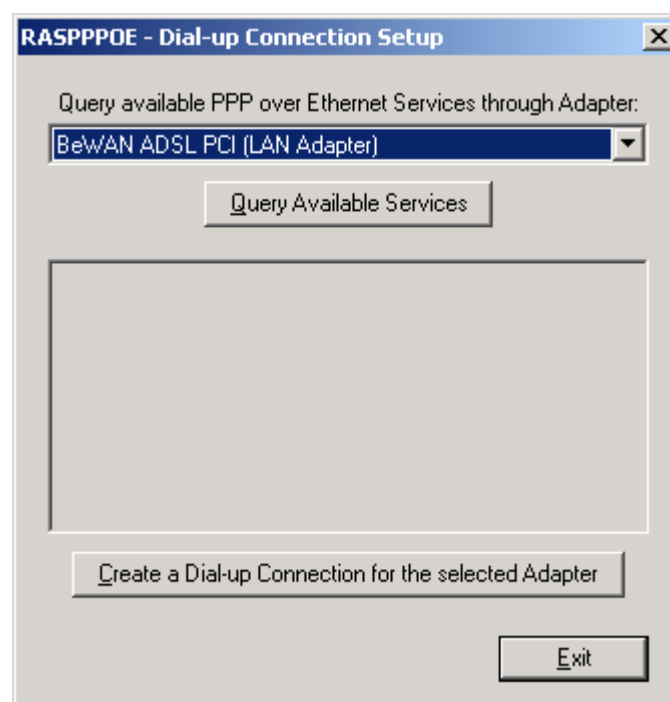 RASPPPOE - Dial-up Connection Setup
Query available PPP over Ethernet Services through Adapter:
BeWAN ADSL PCI (LAN Adapter)
Query Available Services
Create a Dial-up Connection for the selected Adapter
Exit